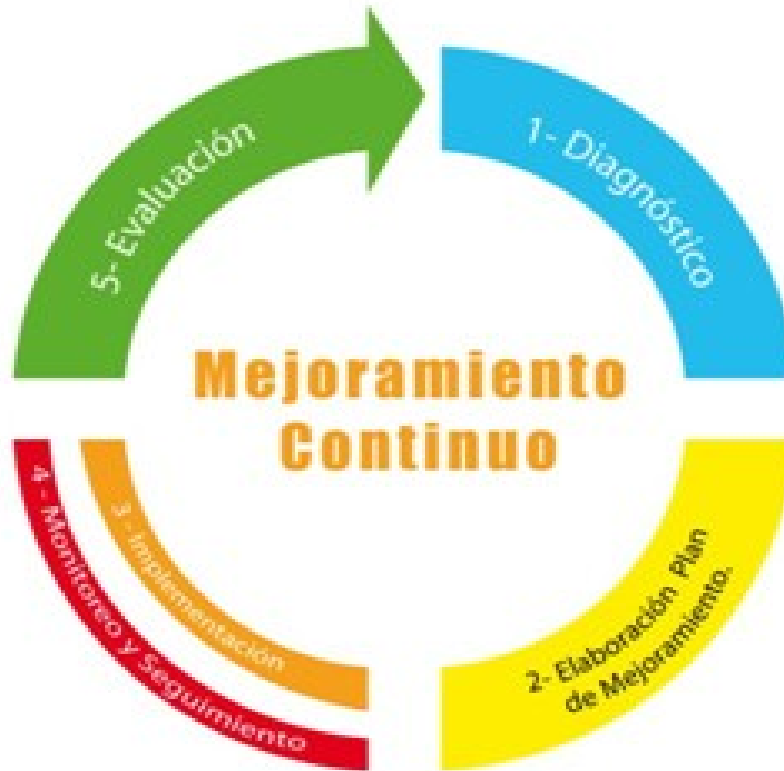 Mejoramiento
Continuo
1- Diagnóstico
2- Elaboración Plan
de Mejoramiento.
3 - Implementación
4 - Monitoreo y Seguimiento
5- Evaluación